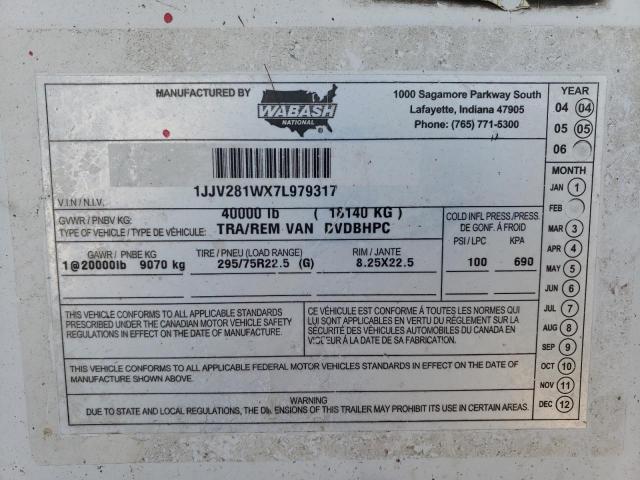 MANUFACTURED BY
WABASH
NATIONAL
®
1000 Sagamore Parkway South
Lafayette, Indiana 47905
Phone: (765) 771-5300
YEAR
04 04
05 05
06
1JJV281WX7L979317
V.I.N./N.I.V.
GVWR / PNBV KG: 40000 lb ( 18140 KG )
TYPE OF VEHICLE / TYPE DE VÉHICULE: TRA/REM VAN DVDBHPC
COLD INFL PRESS/PRESS.
DE GONF. À FROID
GAWR / PNBE KG TIRE / PNEU (LOAD RANGE) RIM / JANTE PSI / LPC KPA
1@20000lb 9070 kg 295/75R22.5 (G) 8.25X22.5 100 690
THIS VEHICLE CONFORMS TO ALL APPLICABLE STANDARDS
PRESCRIBED UNDER THE CANADIAN MOTOR VEHICLE SAFETY
REGULATIONS IN EFFECT ON THE DATE OF MANUFACTURE.
CE VÉHICULE EST CONFORME À TOUTES LES NORMES QUI
LUI SONT APPLICABLES EN VERTU DU RÈGLEMENT SUR LA
SÉCURITÉ DES VÉHICULES AUTOMOBILES DU CANADA EN
VIGUEUR À LA DATE DE SA FABRICATION.
THIS VEHICLE CONFORMS TO ALL APPLICABLE FEDERAL MOTOR VEHICLES STANDARDS IN EFFECT ON THE DATE OF
MANUFACTURE SHOWN ABOVE.
WARNING
DUE TO STATE AND LOCAL REGULATIONS, THE DIMENSIONS OF THIS TRAILER MAY PROHIBIT ITS USE IN CERTAIN AREAS.
MONTH
JAN 1
FEB
MAR 3
APR 4
MAY 5
JUN 6
JUL 7
AUG 8
SEP 9
OCT 10
NOV 11
DEC 12